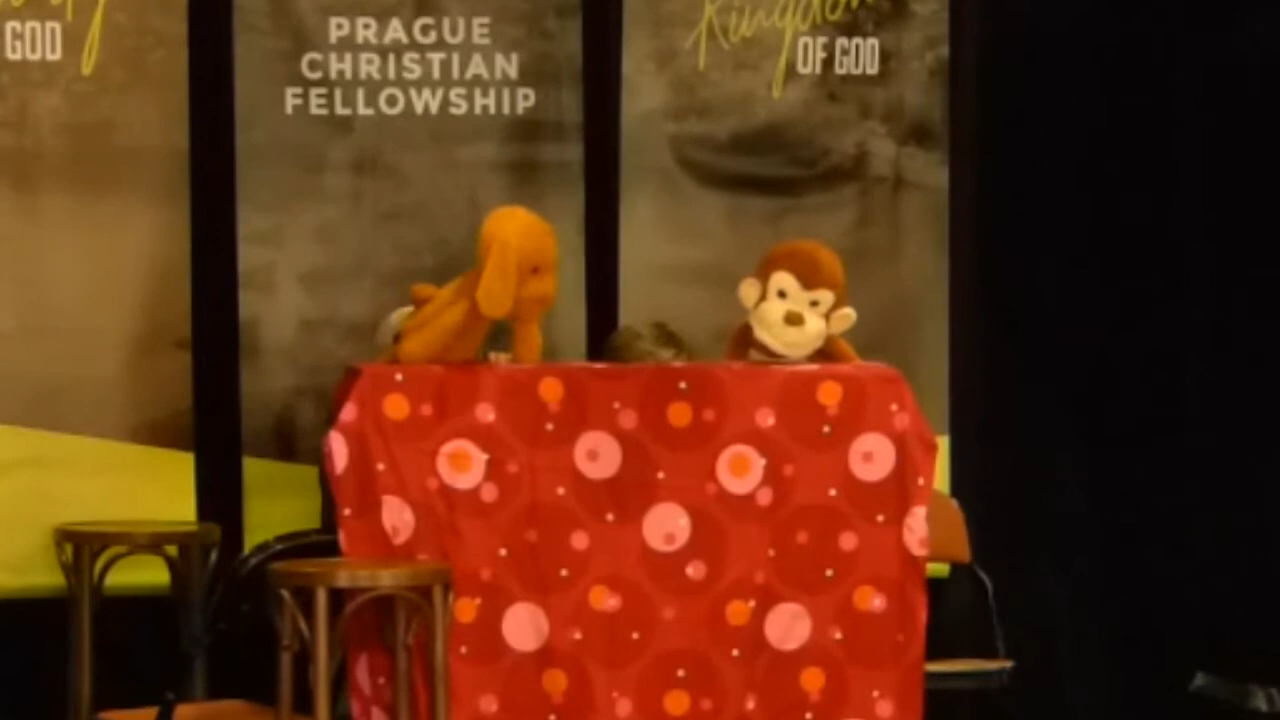 GOD
PRAGUE
CHRISTIAN
FELLOWSHIP
Kingdom
OF GOD